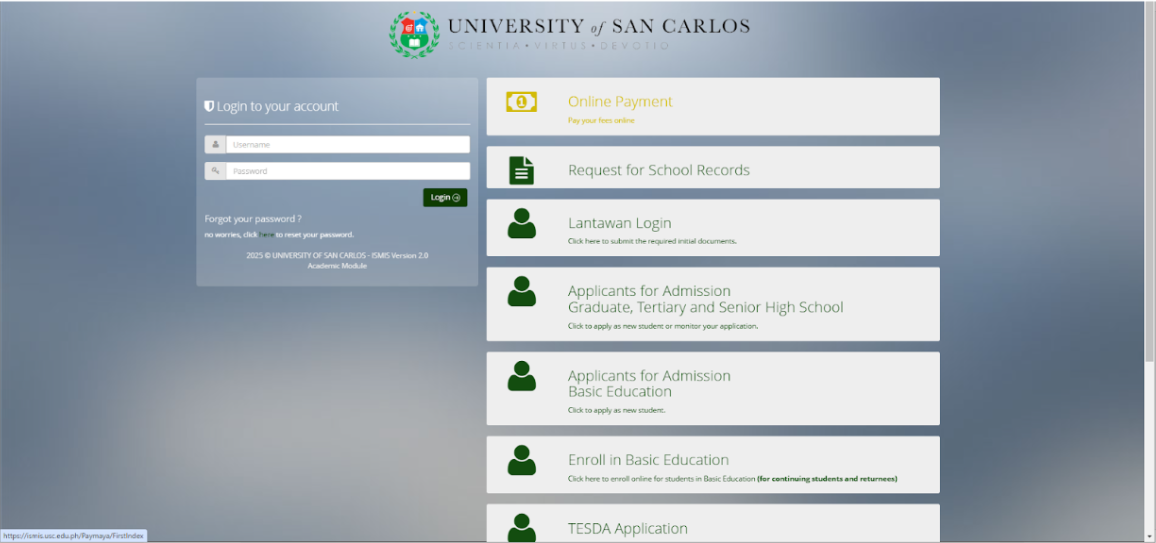 UNIVERSITY of SAN CARLOS
SCIENTIA • VIRTUS • DEVOTIO
Login to your account
Username
Password
Login
Forgot your password ?
no worries, click here to reset your password.
2025 © UNIVERSITY OF SAN CARLOS - ISMIS Version 2.0
Academic Module
Online Payment
Pay your fees online
Request for School Records
Lantawan Login
Click here to submit the required initial documents.
Applicants for Admission
Graduate, Tertiary and Senior High School
Click to apply as new student or monitor your application.
Applicants for Admission
Basic Education
Click to apply as new student.
Enroll in Basic Education
Click here to enroll online for students in Basic Education (for continuing students and returnees)
TESDA Application
https://ismis.usc.edu.ph/Paymaya/FirstIndex